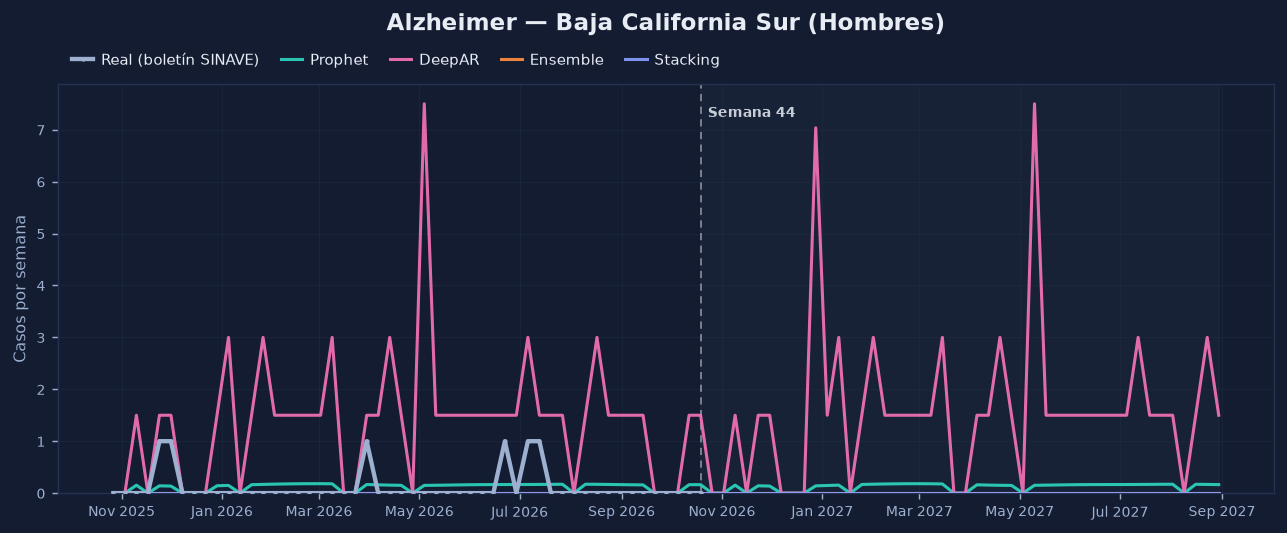 Alzheimer — Baja California Sur (Hombres)
Real (boletín SINAVE) Prophet DeepAR Ensemble Stacking
Semana 44
Casos por semana
7
6
5
4
3
2
1
0
Nov 2025 Jan 2026 Mar 2026 May 2026 Jul 2026 Sep 2026 Nov 2026 Jan 2027 Mar 2027 May 2027 Jul 2027 Sep 2027